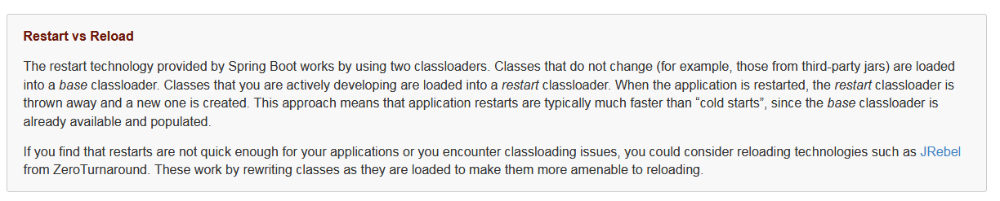 Restart vs Reload
The restart technology provided by Spring Boot works by using two classloaders. Classes that do not change (for example, those from third-party jars) are loaded
into a base classloader. Classes that you are actively developing are loaded into a restart classloader. When the application is restarted, the restart classloader is
thrown away and a new one is created. This approach means that application restarts are typically much faster than “cold starts”, since the base classloader is
already available and populated.
If you find that restarts are not quick enough for your applications or you encounter classloading issues, you could consider reloading technologies such as JRebel
from ZeroTurnaround. These work by rewriting classes as they are loaded to make them more amenable to reloading.